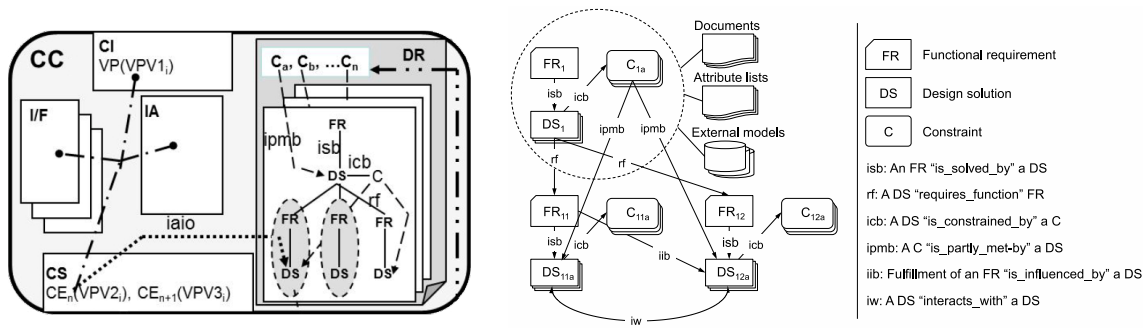 CC
CI
VP(VPV1i)
DR
Ca, Cb, ...Cn
I/F
IA
ipmb
FR
isb
icb
DS
C
rf
FR
FR
FR
DS
DS
DS
iaio
CS
CEn(VPV2i), CEn+1(VPV3i)
FR1
C1a
isb
icb
DS1
ipmb
ipmb
rf
rf
Documents
Attribute lists
External models
FR11
C11a
FR12
C12a
isb
icb
iib
isb
icb
DS11a
DS12a
iw
FR Functional requirement
DS Design solution
C Constraint
isb: An FR “is_solved_by” a DS
rf: A DS “requires_function” FR
icb: A DS “is_constrained_by” a C
ipmb: A C “is_partly_met-by” a DS
iib: Fulfillment of an FR “is_influenced_by” a DS
iw: A DS “interacts_with” a DS